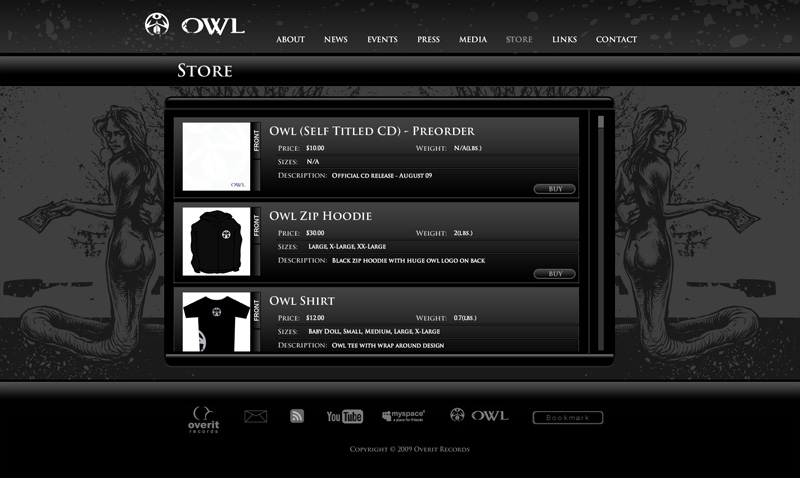 OWL
ABOUT NEWS EVENTS PRESS MEDIA STORE LINKS CONTACT
STORE
OWL
FRONT
OWL (SELF TITLED CD) - PREORDER
PRICE: $10.00 WEIGHT: N/A(LBS.)
SIZES: N/A
DESCRIPTION: OFFICIAL CD RELEASE - AUGUST 09
BUY
FRONT
OWL ZIP HOODIE
PRICE: $30.00 WEIGHT: 2(LBS.)
SIZES: LARGE, X-LARGE, XX-LARGE
DESCRIPTION: BLACK ZIP HOODIE WITH HUGE OWL LOGO ON BACK
BUY
FRONT
OWL SHIRT
PRICE: $12.00 WEIGHT: 0.7(LBS.)
SIZES: BABY DOLL, SMALL, MEDIUM, LARGE, X-LARGE
DESCRIPTION: OWL TEE WITH WRAP AROUND DESIGN
overit
records
YouTube
myspace
a place for friends
OWL
Bookmark
COPYRIGHT © 2009 OVERIT RECORDS